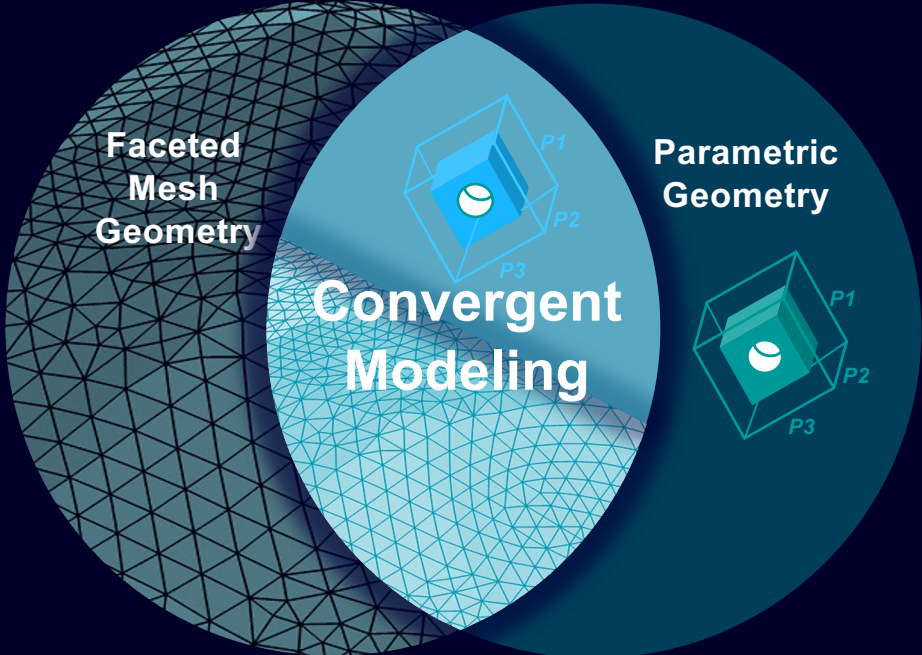 Faceted
Mesh
Geometry
Convergent
Modeling
P1
P2
P3
Parametric
Geometry
P1
P2
P3